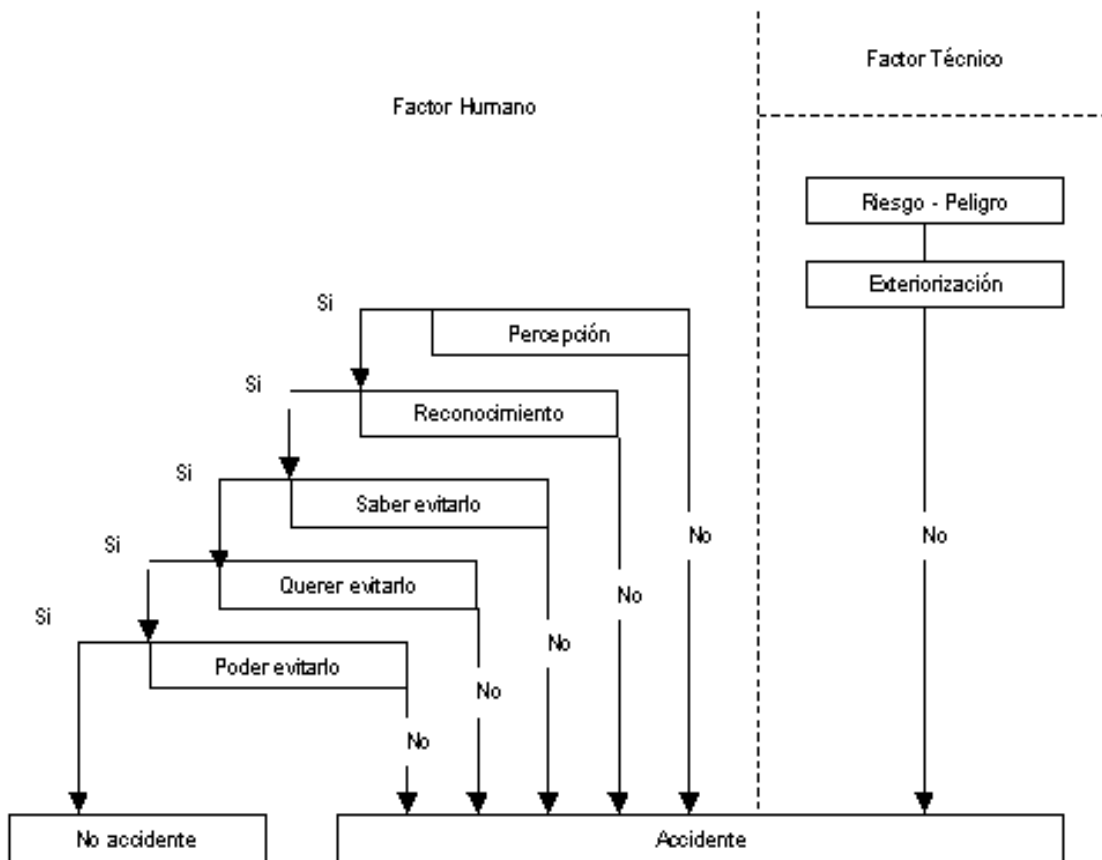 Factor Técnico
Factor Humano
Riesgo - Peligro
Exteriorización
Si
Percepción
Si
Reconocimiento
Si
Saber evitarlo
No
No
Si
Querer evitarlo
No
Si
No
Poder evitarlo
No
No
No accidente
Accidente